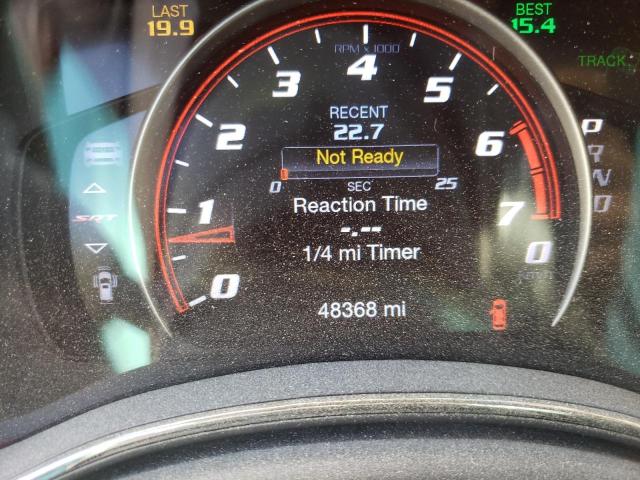 LAST
19.9
BEST
15.4
RPM x 1000
4
TRACK
3
5
RECENT
22.7
2
6
P
Not Ready
R
0
25
SEC
N
SRT
Reaction Time
D
1
-.--
7
1/4 mi Timer
0
0
48368 mi